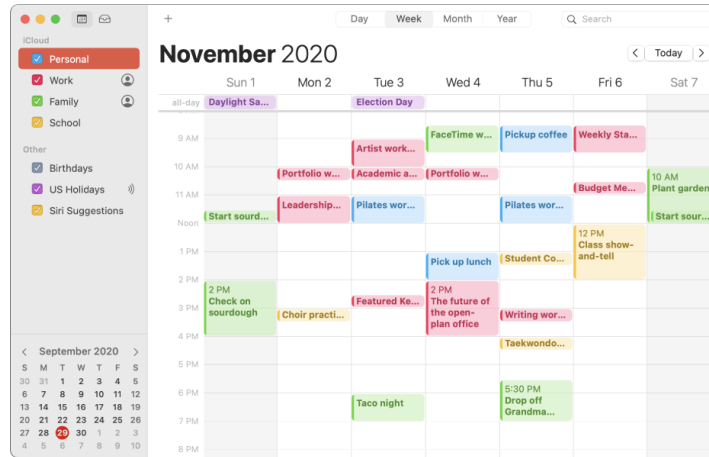 Day Week Month Year
Search
iCloud
Personal
Work
Family
School
Other
Birthdays
US Holidays
Siri Suggestions
September 2020
S M T W T F S
30 31 1 2 3 4 5
6 7 8 9 10 11 12
13 14 15 16 17 18 19
20 21 22 23 24 25 26
27 28 29 30 1 2 3
4 5 6 7 8 9 10
November 2020
Today
Sun 1 Mon 2 Tue 3 Wed 4 Thu 5 Fri 6 Sat 7
all-day Daylight Sa... Election Day
9 AM
10 AM
11 AM
Noon
1 PM
2 PM
3 PM
4 PM
5 PM
6 PM
7 PM
8 PM
Start sourd...
2 PM
Check on
sourdough
Portfolio w...
Leadership...
Choir practi...
Artist work...
Academic a...
Pilates wor...
Featured Ke...
Taco night
FaceTime w...
Portfolio w...
Pick up lunch
2 PM
The future of
the open-
plan office
Pickup coffee
Pilates wor...
Student Co...
Writing wor...
Taekwondo...
5:30 PM
Drop off
Grandma...
Weekly Sta...
Budget Me...
12 PM
Class show-
and-tell
10 AM
Plant garden
Start sour...